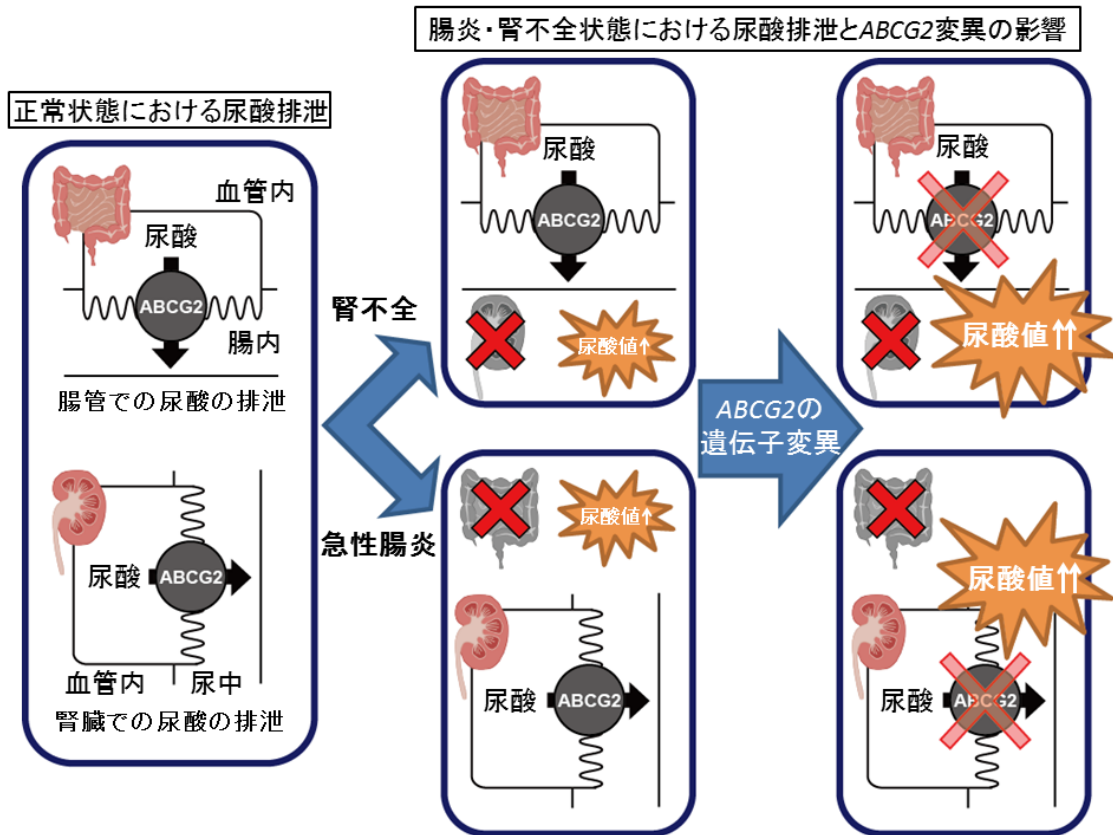 腸炎・腎不全状態における尿酸排泄とABCG2変異の影響
正常状態における尿酸排泄
血管内
尿酸
ABCG2
腸内
腸管での尿酸の排泄
尿酸
ABCG2
血管内
尿中
腎臓での尿酸の排泄
腎不全
急性腸炎
尿酸
ABCG2
尿酸値↑
尿酸値↑
尿酸
ABCG2
ABCG2の
遺伝子変異
尿酸
ABCG2
尿酸値⇈
尿酸値⇈
尿酸
ABCG2